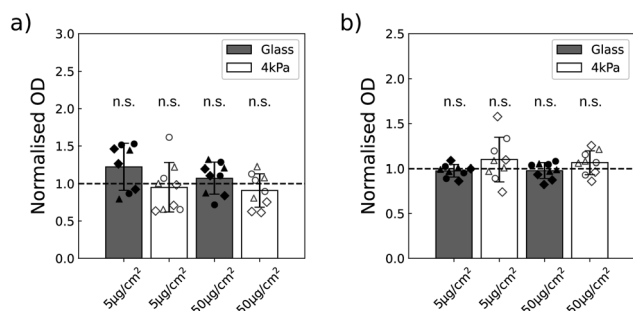 a)
Normalised OD
3.0
2.5
2.0
1.5
1.0
0.5
0.0
Glass
4kPa
n.s. n.s. n.s. n.s.
5µg/cm² 5µg/cm² 50µg/cm² 50µg/cm²
b)
Normalised OD
2.5
2.0
1.5
1.0
0.5
0.0
Glass
4kPa
n.s. n.s. n.s. n.s.
5µg/cm² 5µg/cm² 50µg/cm² 50µg/cm²